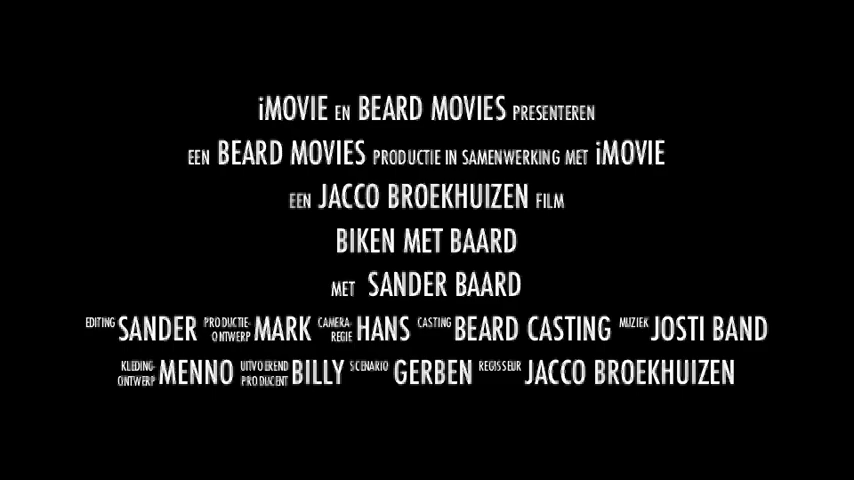 iMOVIE EN BEARD MOVIES PRESENTEREN
EEN BEARD MOVIES PRODUCTIE IN SAMENWERKING MET iMOVIE
EEN JACCO BROEKHUIZEN FILM
BIKEN MET BAARD
MET SANDER BAARD
EDITING SANDER PRODUCTIE-ONTWERP MARK CAMERA-REGIE HANS CASTING BEARD CASTING MUZIEK JOSTI BAND
KLEDING-ONTWERP MENNO UITVOEREND PRODUCENT BILLY SCENARIO GERBEN REGISSEUR JACCO BROEKHUIZEN